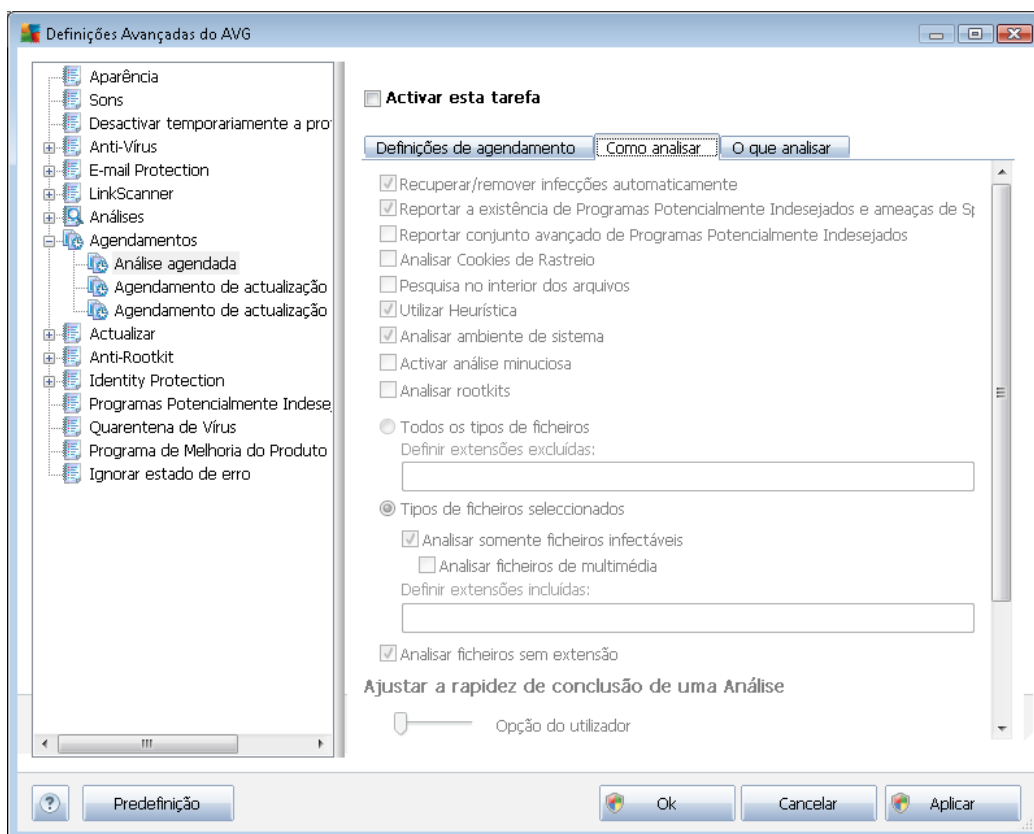 Definições Avançadas do AVG
Aparência
Sons
Desactivar temporariamente a pro
Anti-Vírus
E-mail Protection
LinkScanner
Análises
Agendamentos
Análise agendada
Agendamento de actualização
Agendamento de actualização
Actualizar
Anti-Rootkit
Identity Protection
Programas Potencialmente Indese
Quarentena de Vírus
Programa de Melhoria do Produto
Ignorar estado de erro
Activar esta tarefa
Definições de agendamento Como analisar O que analisar
Recuperar/remover infecções automaticamente
Reportar a existência de Programas Potencialmente Indesejados e ameaças de Sp
Reportar conjunto avançado de Programas Potencialmente Indesejados
Analisar Cookies de Rastreio
Pesquisa no interior dos arquivos
Utilizar Heurística
Analisar ambiente de sistema
Activar análise minuciosa
Analisar rootkits
Todos os tipos de ficheiros
Definir extensões excluídas:
Tipos de ficheiros seleccionados
Analisar somente ficheiros infectáveis
Analisar ficheiros de multimédia
Definir extensões incluídas:
Analisar ficheiros sem extensão
Ajustar a rapidez de conclusão de uma Análise
Opção do utilizador
? Predefinição Ok Cancelar Aplicar